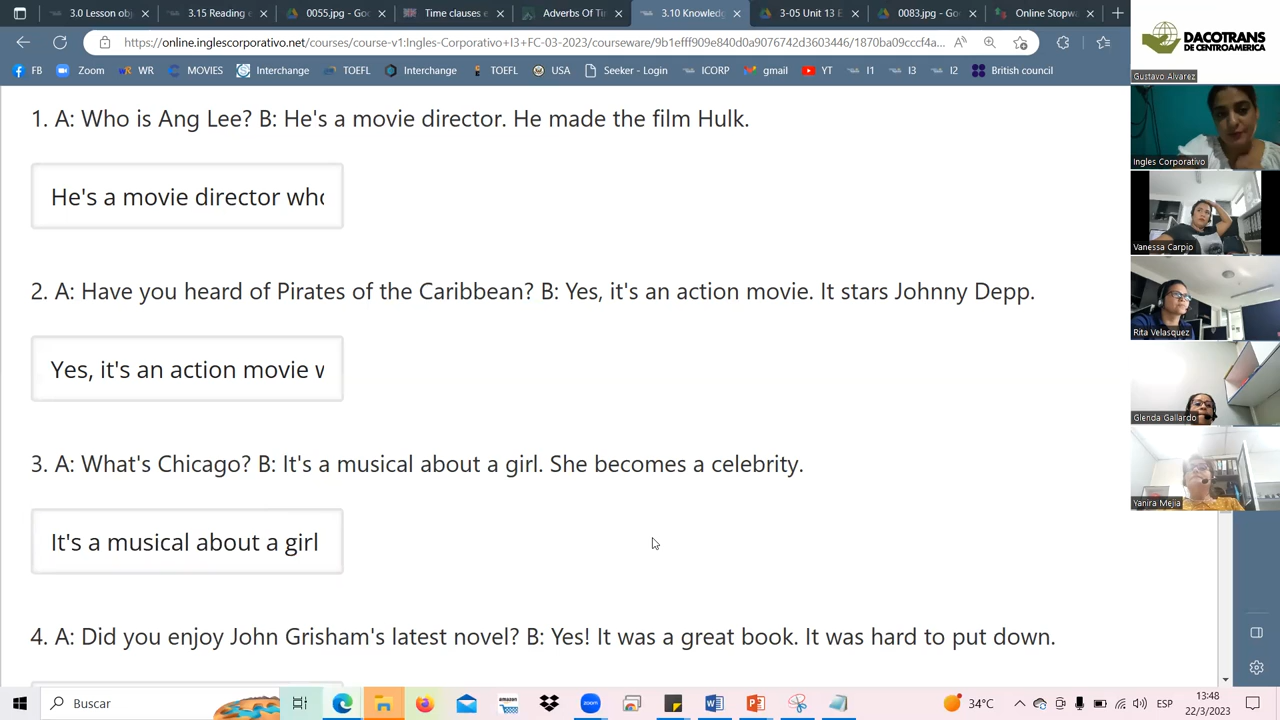 3.0 Lesson obj
3.15 Reading e
0055.jpg - Goo
Time clauses e
Adverbs Of Tim
3.10 Knowledg
3-05 Unit 13 E
0083.jpg - Goo
Online Stopw
https://online.inglescorporativo.net/courses/course-v1:Ingles-Corporativo+I3+FC-03-2023/courseware/9b1efff909e840d0a9076742d3603446/1870ba09cccf4a...
FB Zoom WR MOVIES Interchange TOEFL Interchange TOEFL USA Seeker - Login ICORP gmail YT I1 I3 I2 British council
1. A: Who is Ang Lee? B: He's a movie director. He made the film Hulk.
He's a movie director who
2. A: Have you heard of Pirates of the Caribbean? B: Yes, it's an action movie. It stars Johnny Depp.
Yes, it's an action movie w
3. A: What's Chicago? B: It's a musical about a girl. She becomes a celebrity.
It's a musical about a girl
4. A: Did you enjoy John Grisham's latest novel? B: Yes! It was a great book. It was hard to put down.
DACOTRANS
DE CENTROAMERICA
Gustavo Alvarez
Ingles Corporativo
Vanessa Carpio
Rita Velasquez
Glenda Gallardo
Yanira Mejia
Buscar
amazon
zoom
34°C
ESP
13:48
22/3/2023